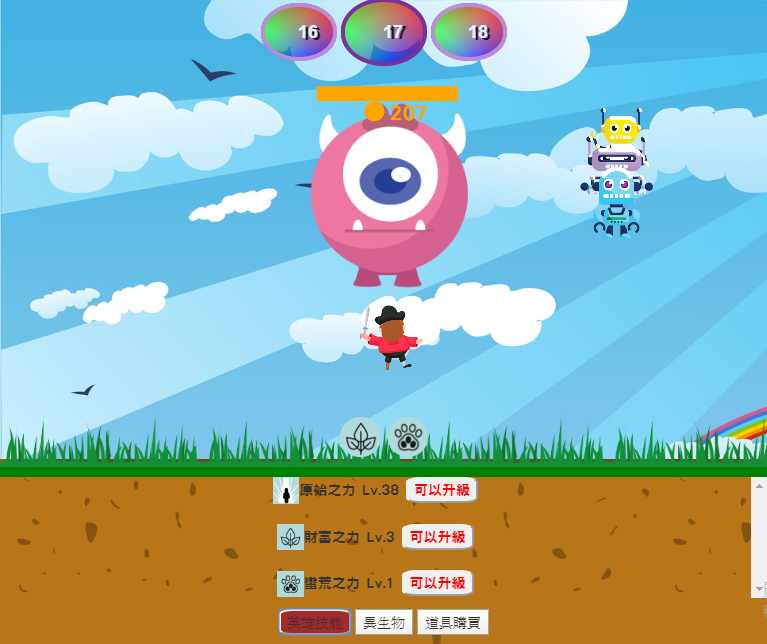 16 17 18
207
原始之力 Lv.38 可以升級
財富之力 Lv.3 可以升級
蠻荒之力 Lv.1 可以升級
英雄技能 異生物 道具購買